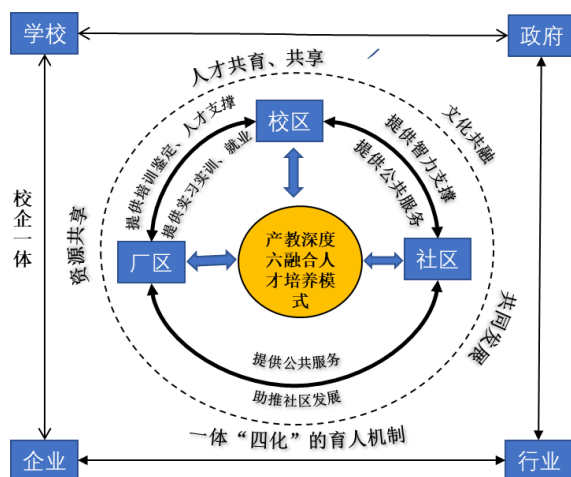 学校
政府
人才共育、共享
文化共融
校区
提供培训鉴定、人才支撑
提供实习实训、就业
提供智力支撑
提供公共服务
校企一体
资源共享
产教深度
六融合人
才培养模
式
厂区
社区
共同发展
提供公共服务
助推社区发展
一体“四化”的育人机制
企业
行业